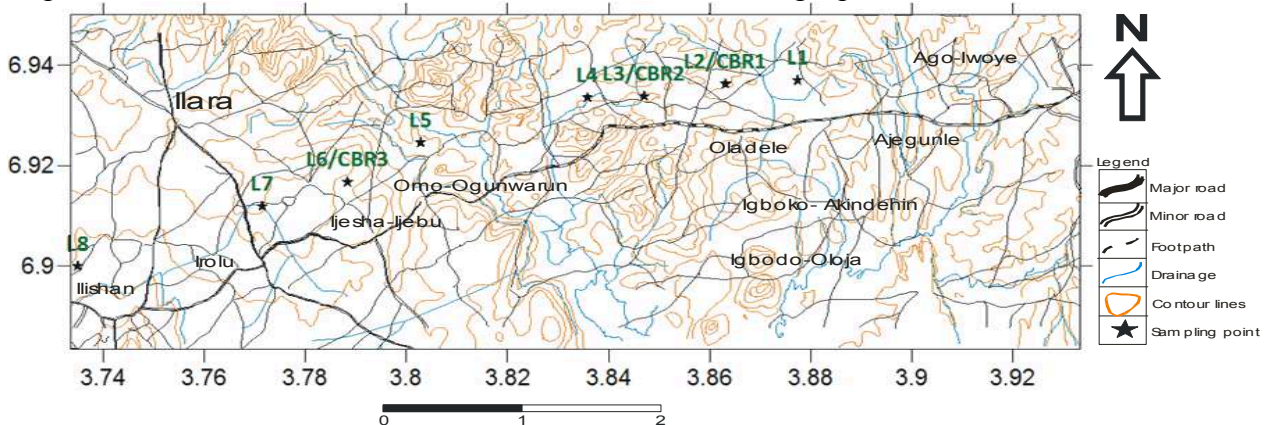 N
6.94
6.92
6.9
Ago-Iwoye
L1
L2/CBR1
L3/CBR2
L4
Ilara
L5
Oladele
Ajegunle
L6/CBR3
Omo-Ogunwarun
L7
Igboko- Akindehin
Ijesha-Ijebu
L8
Irolu
Igbodo-Oloja
Ilishan
Legend
Major road
Minor road
Footpath
Drainage
Contour lines
Sampling point
3.74 3.76 3.78 3.8 3.82 3.84 3.86 3.88 3.9 3.92
0 1 2